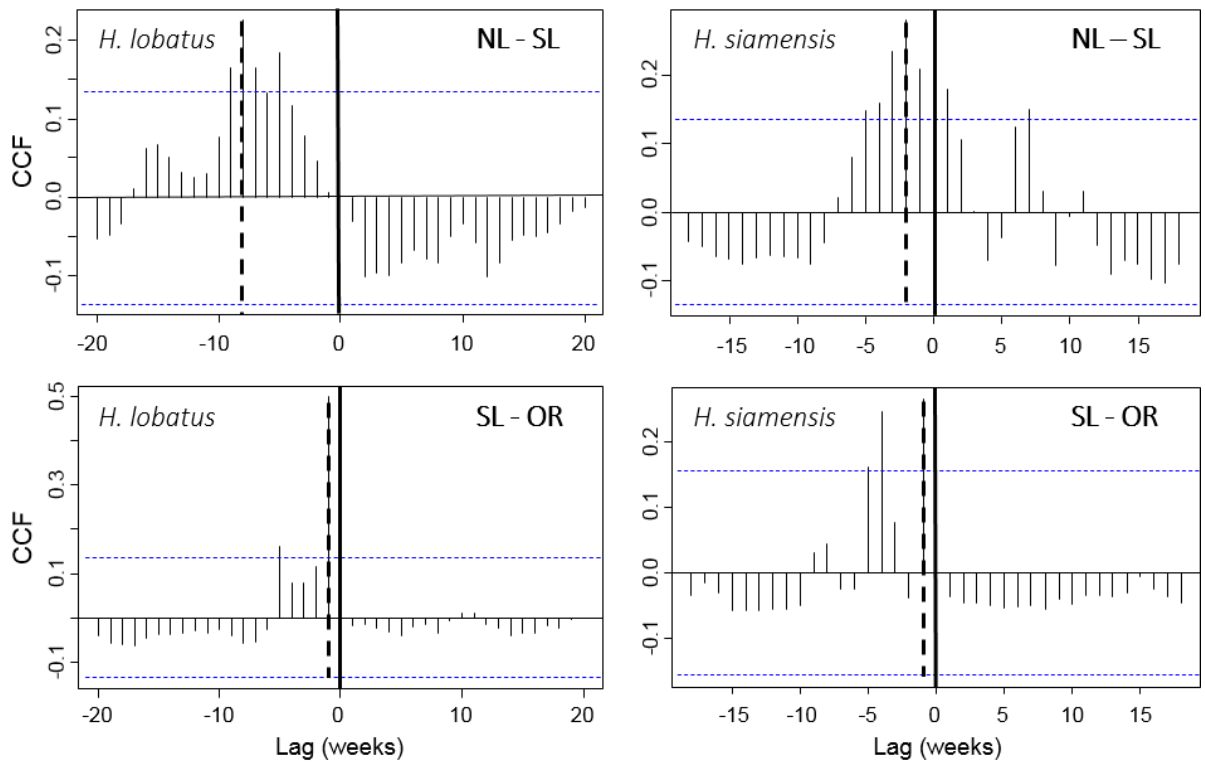 H. lobatus NL - SL
0.2
0.1
0.0
-0.1
CCF
-20 -10 0 10 20
H. siamensis NL – SL
0.2
0.1
0.0
-0.1
-15 -10 -5 0 5 10 15
H. lobatus SL - OR
0.5
0.3
0.1
-0.1
CCF
-20 -10 0 10 20
Lag (weeks)
H. siamensis SL - OR
0.2
0.1
0.0
-0.1
-15 -10 -5 0 5 10 15
Lag (weeks)